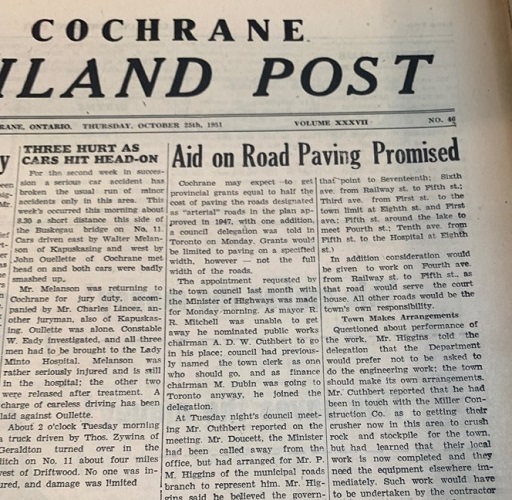 COCHRANE
ILAND POST
RANE, ONTARIO, THURSDAY, OCTOBER 25th, 1951 VOLUME XXXVII NO.
THREE HURT AS
CARS HIT HEAD-ON
For the second week in succes-
sion a serious car accident has
broken the usual run of minor
accidents only in this area. This
week's occurred this morning about
8.30 a short distance this side of
the Buskegau bridge on No. 11.
Cars driven east by Walter Melan-
son of Kapuskasing and west by
John Ouellette of Cochrane met
head on and both cars were badly
smashed up.
Mr. Melanson was returning to
Cochrane for jury duty, accom-
panied by Mr. Charles Lincez, an-
other juryman, also of Kapuskas-
ing. Oullette was alone. Constable
W. Eady investigated, and all three
men had to be brought to the Lady
Minto Hospital. Melanson was
rather seriously injured and is still
in the hospital; the other two
were released after treatment. A
charge of careless driving has been
laid against Oullette.
About 2 o'clock Tuesday morning
a truck driven by Thos. Zywina of
Geraldton turned over in the
ditch on No. 11 about four miles
west of Driftwood. No one was in-
jured, and damage was limited
Aid on Road Paving Promised
Cochrane may expect to get
provincial grants equal to half the
cost of paving the roads designated
as "arterial" roads in the plan ap-
proved in 1947, with one addition,
a council delegation was told in
Toronto on Monday. Grants would
be limited to paving on a specified
width, however — not the full
width of the roads.
The appointment requested by
the town council last month with
the Minister of Highways was made
for Monday morning. As mayor R.
R. Mitchell was unable to get
away he nominated public works
chairman A. D. W. Cuthbert to go
in his place; council had previous-
ly named the town clerk as one
who should go, and as finance
chairman M. Dubin was going to
Toronto anyway, he joined the
delegation.
At Tuesday night's council meet-
ing Mr. Cuthbert reported on the
meeting. Mr. Doucett, the Minister
had been called away from the
office, but had arranged for Mr. P.
M. Higgins of the municipal roads
branch to represent him. Mr. Hig-
gins said he believed the govern-
that point to Seventeenth; Sixth
ave. from Railway st. to Fifth st.;
Third ave. from First st. to the
town limit at Eighth st. and First
ave.; Fifth st. around the lake to
meet Fourth st.; Tenth ave. from
Fifth st. to the Hospital at Eighth
st.)
In addition consideration would
be given to work on Fourth ave.
from Railway st. to Fifth st., as
that road would serve the court
house. All other roads would be the
town's own responsibility.
Town Makes Arrangements
Questioned about performance of
the work, Mr. Higgins told the
delegation that the Department
would prefer not to be asked to
do the engineering work; the town
should make its own arrangements.
Mr. Cuthbert reported that he had
been in touch with the Miller Con-
struction Co. as to getting their
crusher now in this area to crush
rock and stockpile for the town,
but had learned that their local
work is now completed and they
need the equipment elsewhere im-
mediately. Such work would have
to be undertaken by the contractor